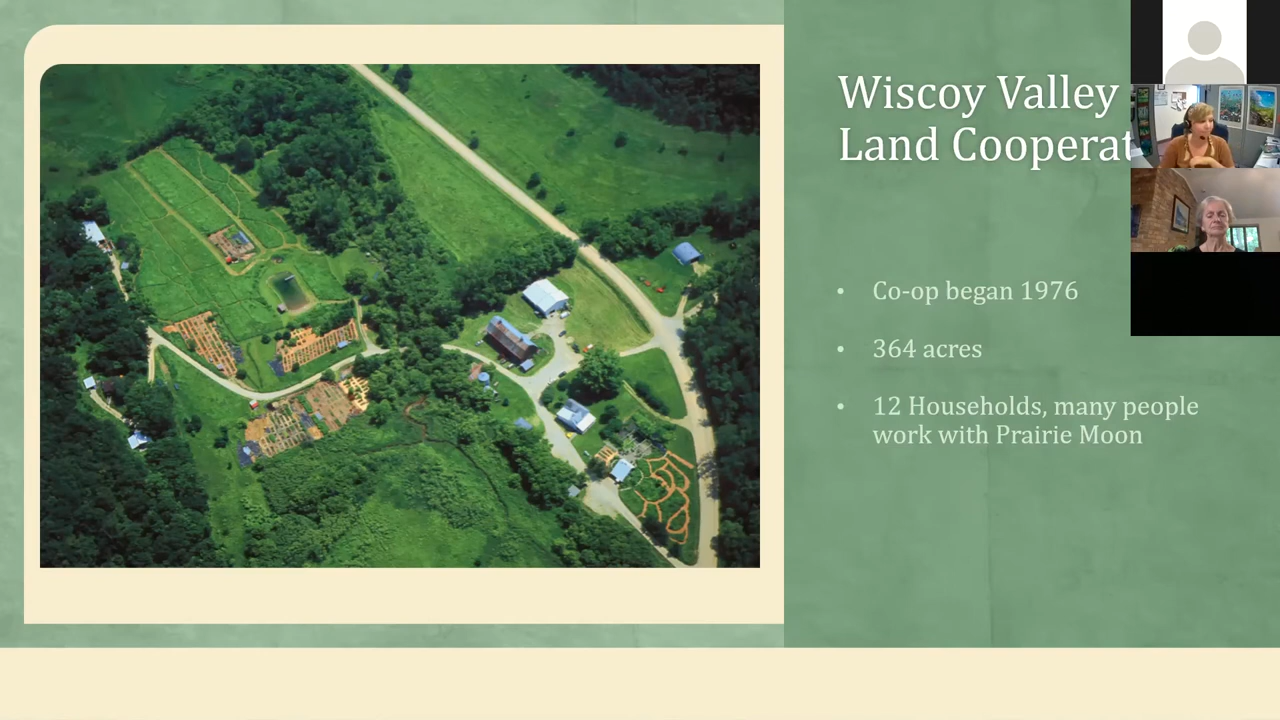 Wiscoy Valley
Land Cooperat
• Co-op began 1976
• 364 acres
• 12 Households, many people
work with Prairie Moon